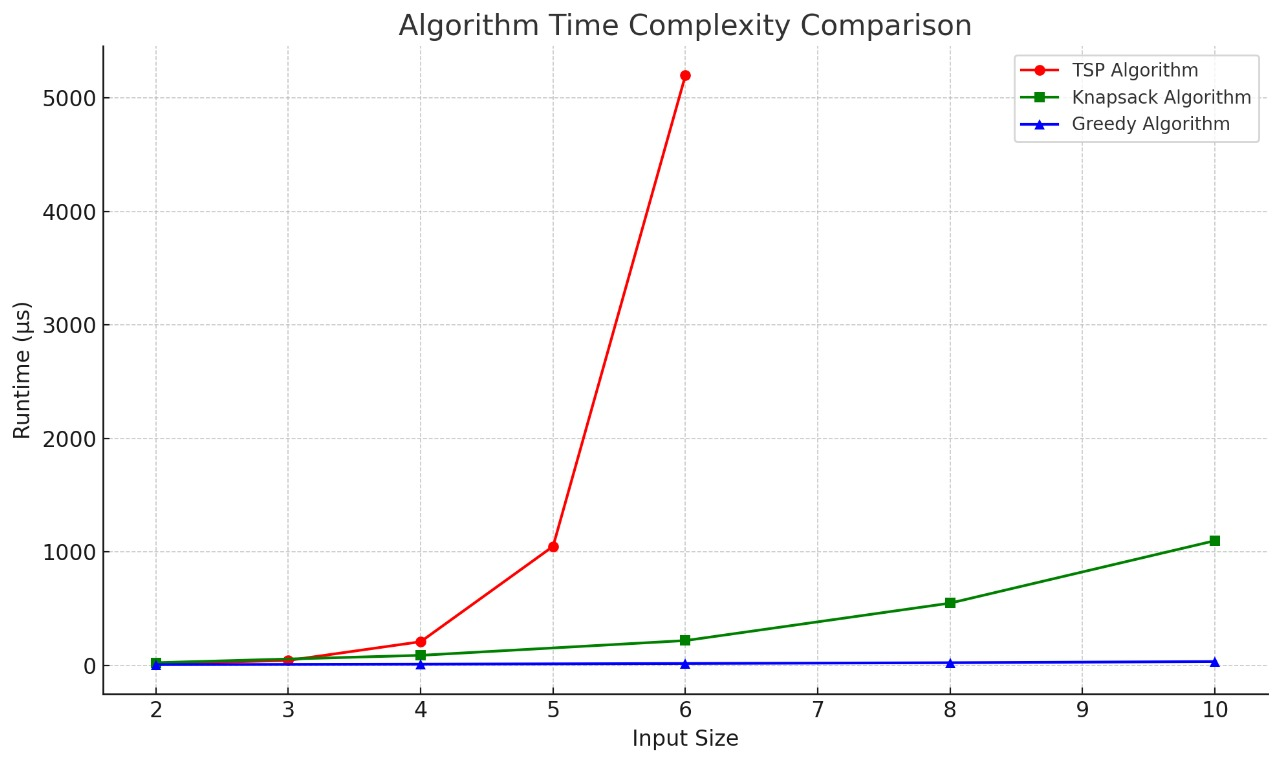 Algorithm Time Complexity Comparison
TSP Algorithm
Knapsack Algorithm
Greedy Algorithm
5000
4000
3000
2000
1000
0
Runtime (µs)
2 3 4 5 6 7 8 9 10
Input Size